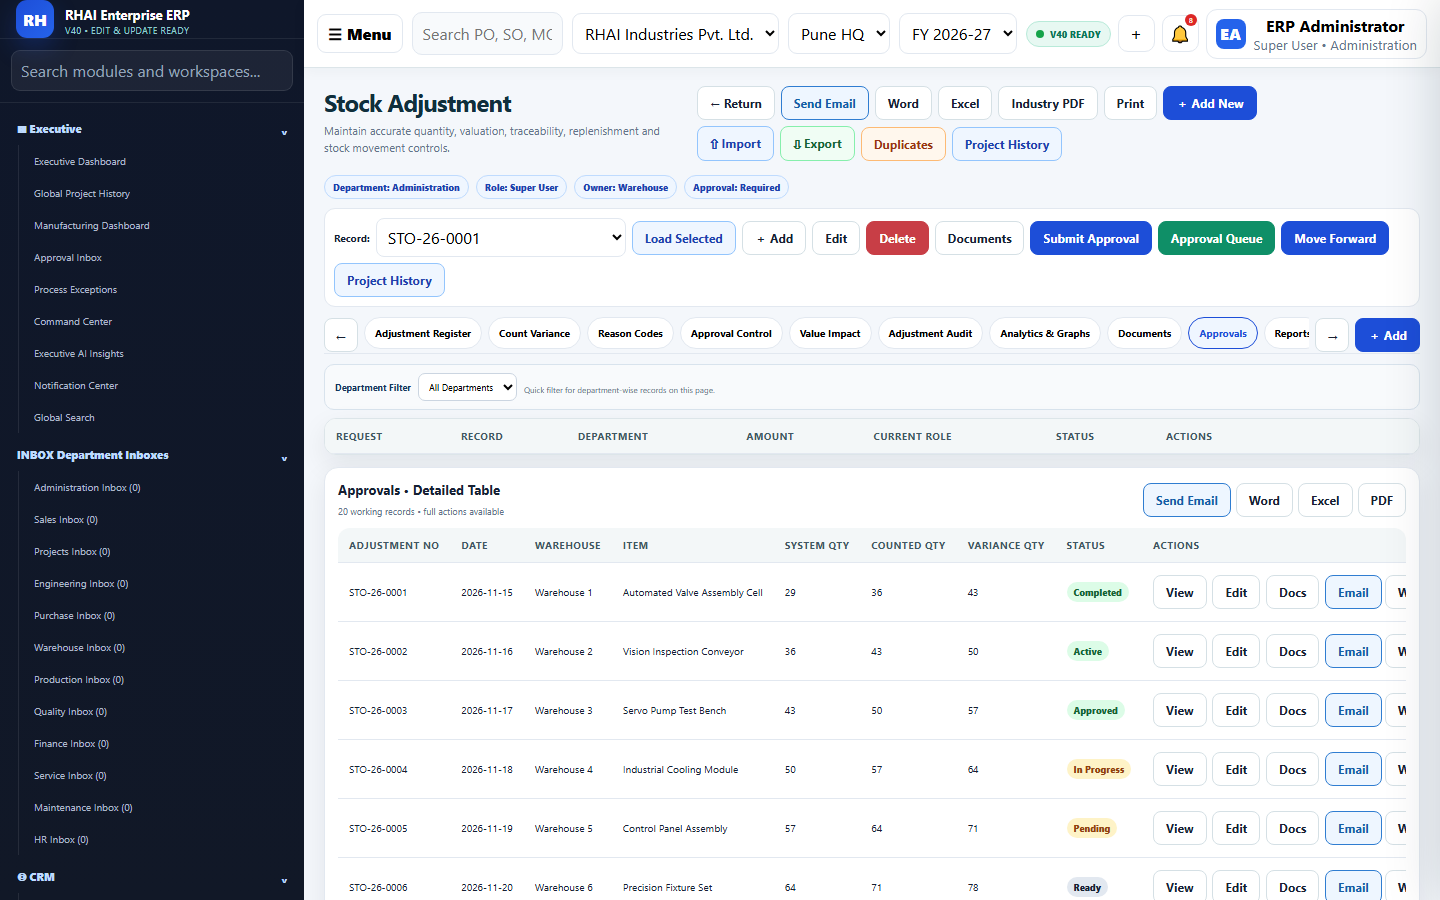 RH
RHAI Enterprise ERP
V40 • EDIT & UPDATE READY
Search modules and workspaces...
Executive
Executive Dashboard
Global Project History
Manufacturing Dashboard
Approval Inbox
Process Exceptions
Command Center
Executive AI Insights
Notification Center
Global Search
INBOX Department Inboxes
Administration Inbox (0)
Sales Inbox (0)
Projects Inbox (0)
Engineering Inbox (0)
Purchase Inbox (0)
Warehouse Inbox (0)
Production Inbox (0)
Quality Inbox (0)
Finance Inbox (0)
Service Inbox (0)
Maintenance Inbox (0)
HR Inbox (0)
CRM
☰ Menu
Search PO, SO, MO
RHAI Industries Pvt. Ltd.
Pune HQ
FY 2026-27
V40 READY
+
8
EA
ERP Administrator
Super User • Administration
Stock Adjustment
Maintain accurate quantity, valuation, traceability, replenishment and
stock movement controls.
← Return
Send Email
Word
Excel
Industry PDF
Print
+ Add New
⇧ Import
⇩ Export
Duplicates
Project History
Department: Administration
Role: Super User
Owner: Warehouse
Approval: Required
Record:
STO-26-0001
Load Selected
+ Add
Edit
Delete
Documents
Submit Approval
Approval Queue
Move Forward
Project History
←
Adjustment Register
Count Variance
Reason Codes
Approval Control
Value Impact
Adjustment Audit
Analytics & Graphs
Documents
Approvals
Reports
→
+ Add
Department Filter
All Departments
Quick filter for department-wise records on this page.
REQUEST RECORD DEPARTMENT AMOUNT CURRENT ROLE STATUS ACTIONS
Approvals • Detailed Table
20 working records • full actions available
Send Email
Word
Excel
PDF
ADJUSTMENT NO DATE WAREHOUSE ITEM SYSTEM QTY COUNTED QTY VARIANCE QTY STATUS ACTIONS
STO-26-0001 2026-11-15 Warehouse 1 Automated Valve Assembly Cell 29 36 43 Completed View Edit Docs Email W
STO-26-0002 2026-11-16 Warehouse 2 Vision Inspection Conveyor 36 43 50 Active View Edit Docs Email W
STO-26-0003 2026-11-17 Warehouse 3 Servo Pump Test Bench 43 50 57 Approved View Edit Docs Email W
STO-26-0004 2026-11-18 Warehouse 4 Industrial Cooling Module 50 57 64 In Progress View Edit Docs Email W
STO-26-0005 2026-11-19 Warehouse 5 Control Panel Assembly 57 64 71 Pending View Edit Docs Email W
STO-26-0006 2026-11-20 Warehouse 6 Precision Fixture Set 64 71 78 Ready View Edit Docs Email W